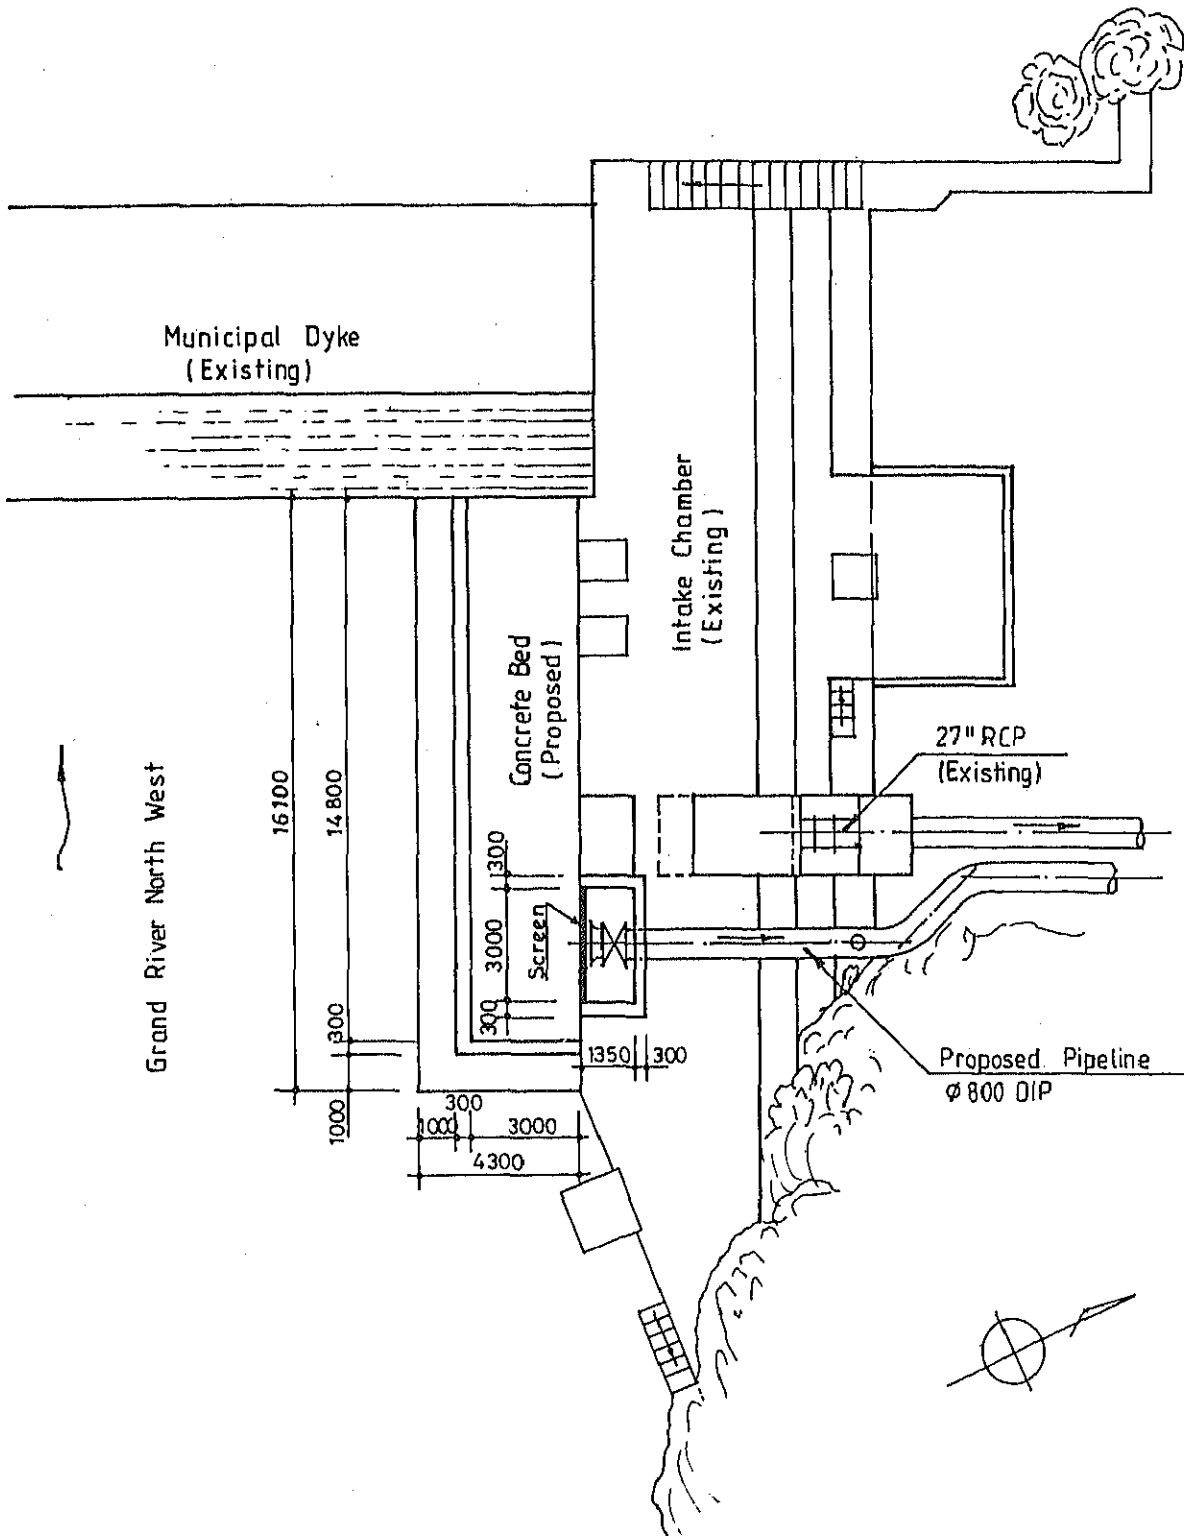 Municipal Dyke
(Existing)
Intake Chamber
(Existing)
Concrete Bed
(Proposed)
27" RCP
(Existing)
Grand River North West
16100
14800
300
1000
300
3000
300
Screen
1350
300
300
1000
3000
4300
Proposed Pipeline
φ 800 DIP